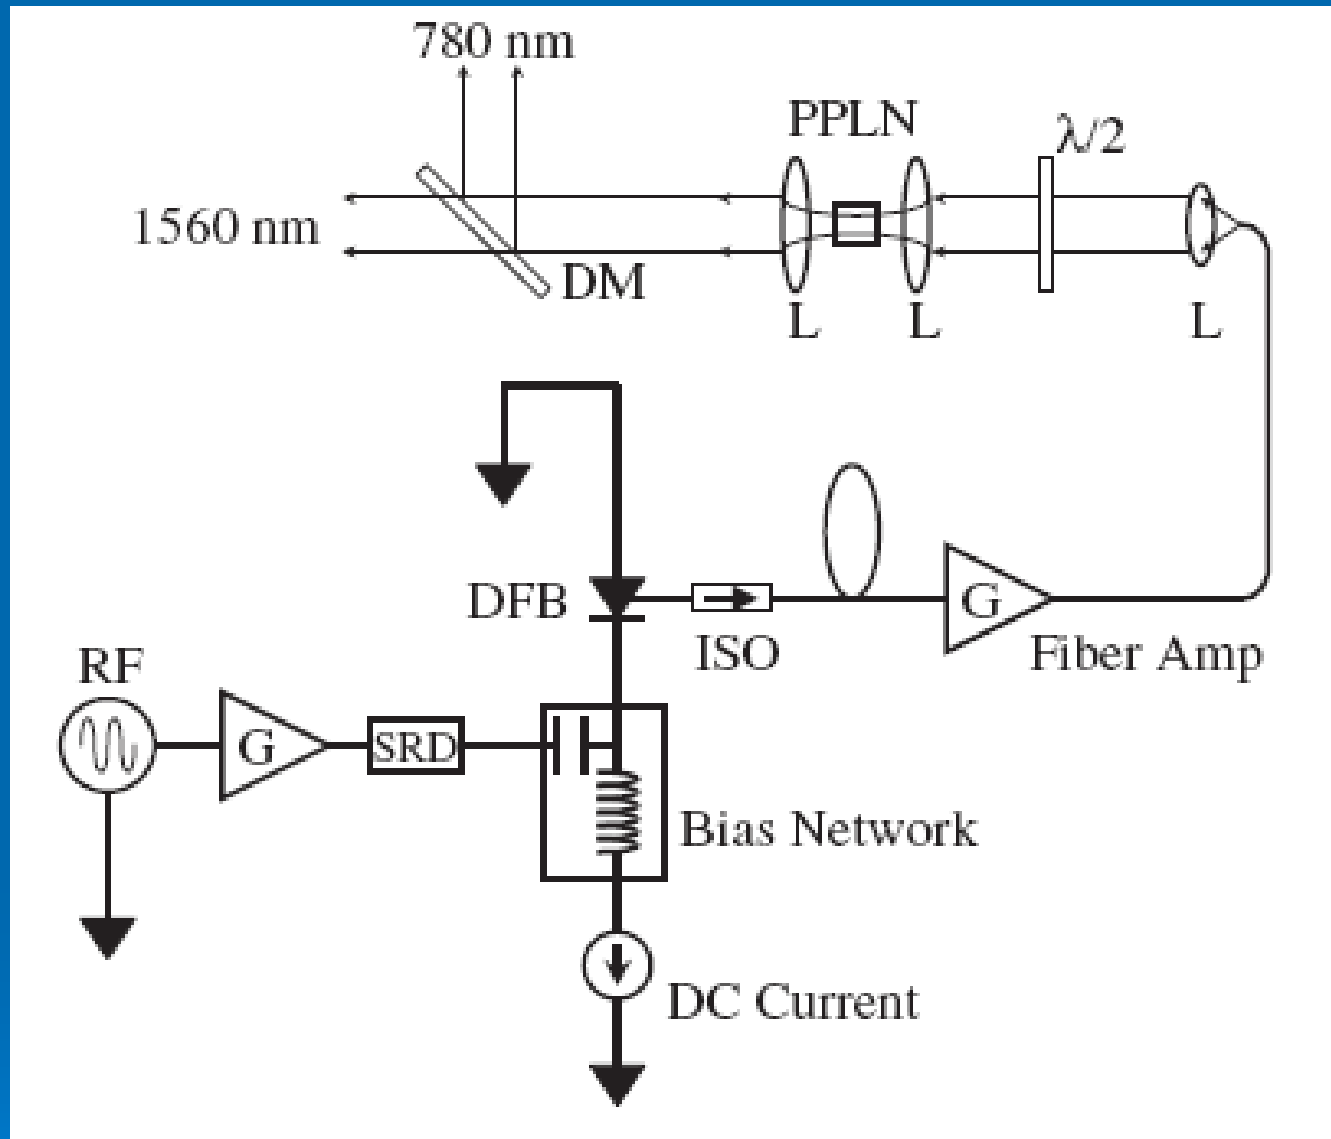 780 nm
PPLN
λ/2
1560 nm
DM
L
L
L
DFB
G
ISO
Fiber Amp
RF
G
SRD
Bias Network
DC Current